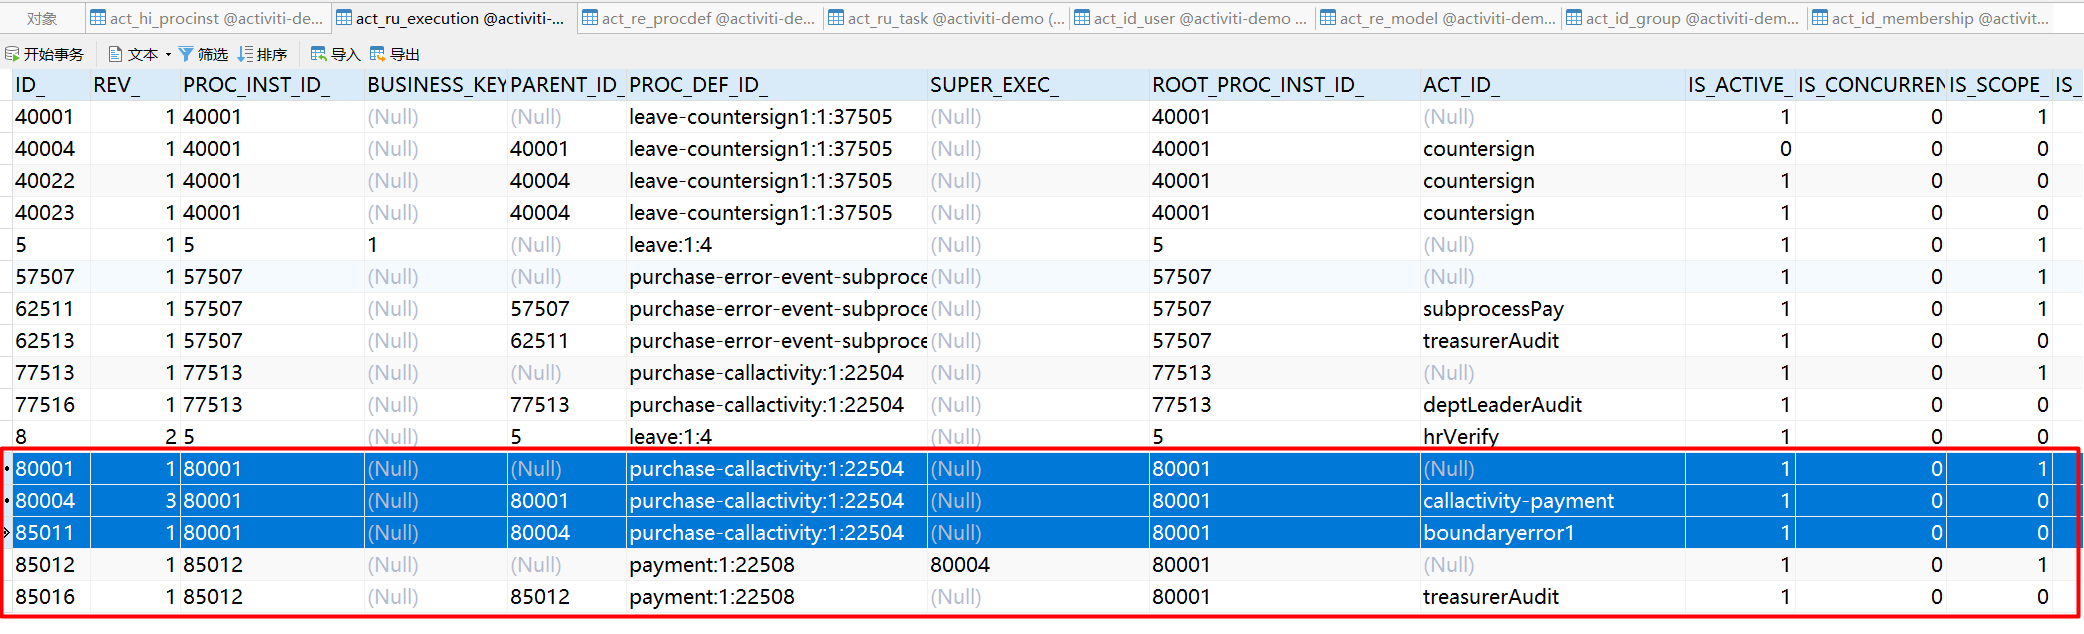 对象 act_hi_procinst @activiti-de... act_ru_execution @activiti-... act_re_procdef @activiti-de... act_ru_task @activiti-demo (... act_id_user @activiti-demo ... act_re_model @activiti-dem... act_id_group @activiti-dem... act_id_membership @activit...
开始事务 文本 筛选 排序 导入 导出
ID_ REV_ PROC_INST_ID_ BUSINESS_KEY PARENT_ID_ PROC_DEF_ID_ SUPER_EXEC_ ROOT_PROC_INST_ID_ ACT_ID_ IS_ACTIVE_ IS_CONCURREN IS_SCOPE_ IS_
40001 1 40001 (Null) (Null) leave-countersign1:1:37505 (Null) 40001 (Null) 1 0 1
40004 1 40001 (Null) 40001 leave-countersign1:1:37505 (Null) 40001 countersign 0 0 0
40022 1 40001 (Null) 40004 leave-countersign1:1:37505 (Null) 40001 countersign 1 0 0
40023 1 40001 (Null) 40004 leave-countersign1:1:37505 (Null) 40001 countersign 1 0 0
5 1 5 1 (Null) leave:1:4 (Null) 5 (Null) 1 0 1
57507 1 57507 (Null) (Null) purchase-error-event-subproce (Null) 57507 (Null) 1 0 1
62511 1 57507 (Null) 57507 purchase-error-event-subproce (Null) 57507 subprocessPay 1 0 1
62513 1 57507 (Null) 62511 purchase-error-event-subproce (Null) 57507 treasurerAudit 1 0 0
77513 1 77513 (Null) (Null) purchase-callactivity:1:22504 (Null) 77513 (Null) 1 0 1
77516 1 77513 (Null) 77513 purchase-callactivity:1:22504 (Null) 77513 deptLeaderAudit 1 0 0
8 2 5 (Null) 5 leave:1:4 (Null) 5 hrVerify 1 0 0
80001 1 80001 (Null) (Null) purchase-callactivity:1:22504 (Null) 80001 (Null) 1 0 1
80004 3 80001 (Null) 80001 purchase-callactivity:1:22504 (Null) 80001 callactivity-payment 1 0 0
85011 1 80001 (Null) 80004 purchase-callactivity:1:22504 (Null) 80001 boundaryerror1 1 0 0
85012 1 85012 (Null) (Null) payment:1:22508 80004 80001 (Null) 1 0 1
85016 1 85012 (Null) 85012 payment:1:22508 (Null) 80001 treasurerAudit 1 0 0